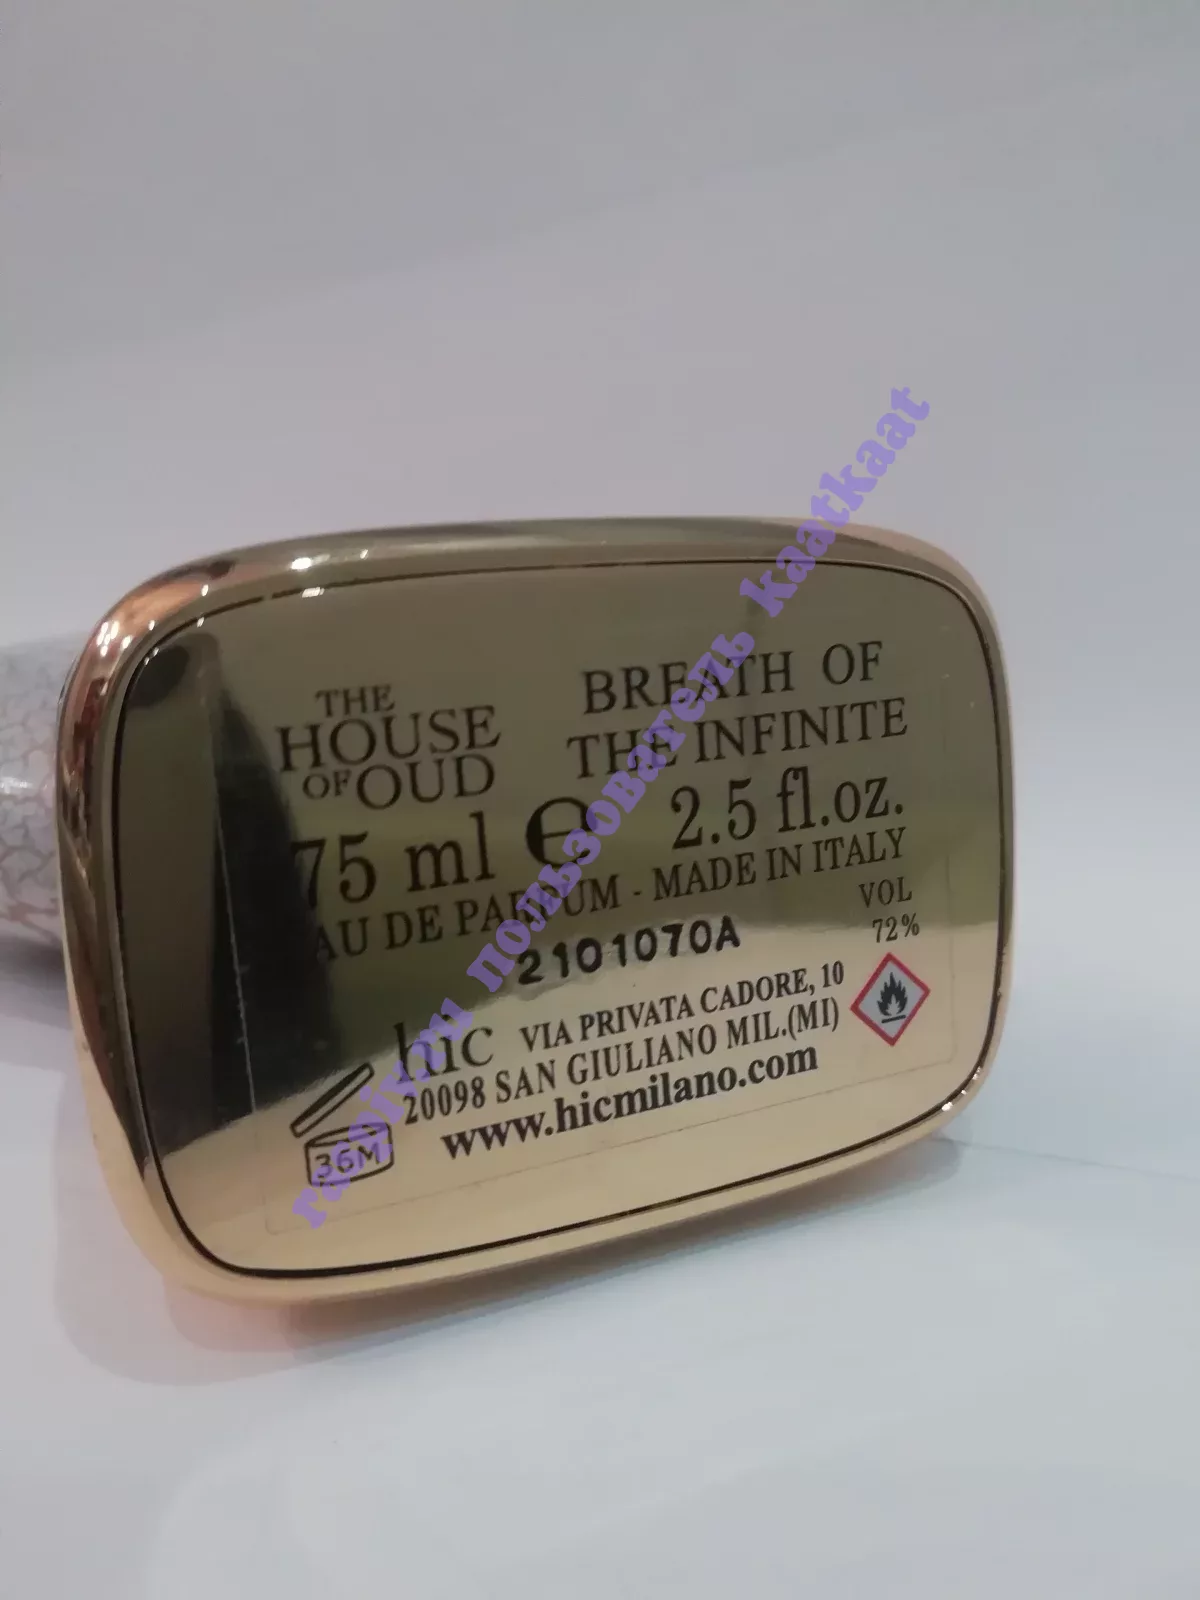 THE
HOUSE
OF OUD
BREATH OF
THE INFINITE
75 ml e 2.5 fl.oz.
EAU DE PARFUM - MADE IN ITALY
2101070A
VOL
72%
hic VIA PRIVATA CADORE, 10
20098 SAN GIULIANO MIL.(MI)
www.hicmilano.com
36M
пользователь kaatkaat